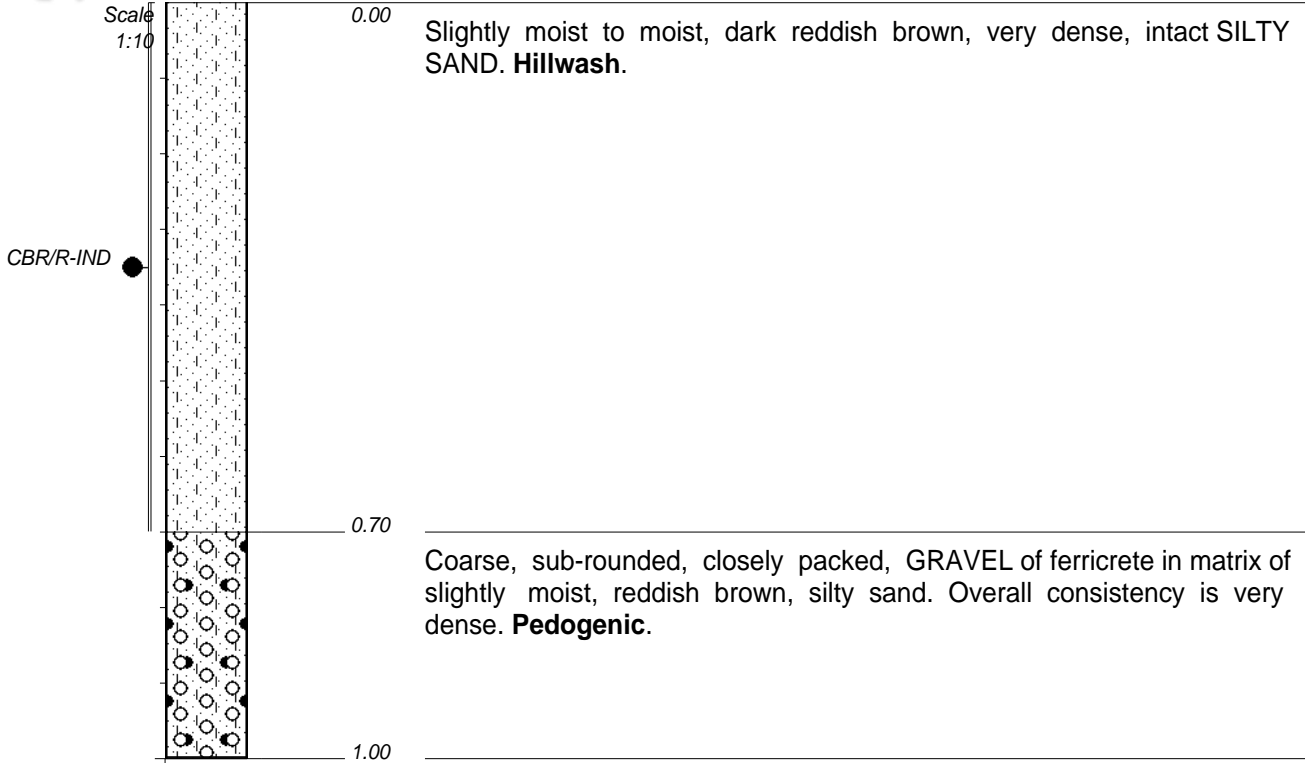 Scale
1:10
0.00
Slightly moist to moist, dark reddish brown, very dense, intact SILTY
SAND. Hillwash.
CBR/R-IND
0.70
Coarse, sub-rounded, closely packed, GRAVEL of ferricrete in matrix of
slightly moist, reddish brown, silty sand. Overall consistency is very
dense. Pedogenic.
1.00